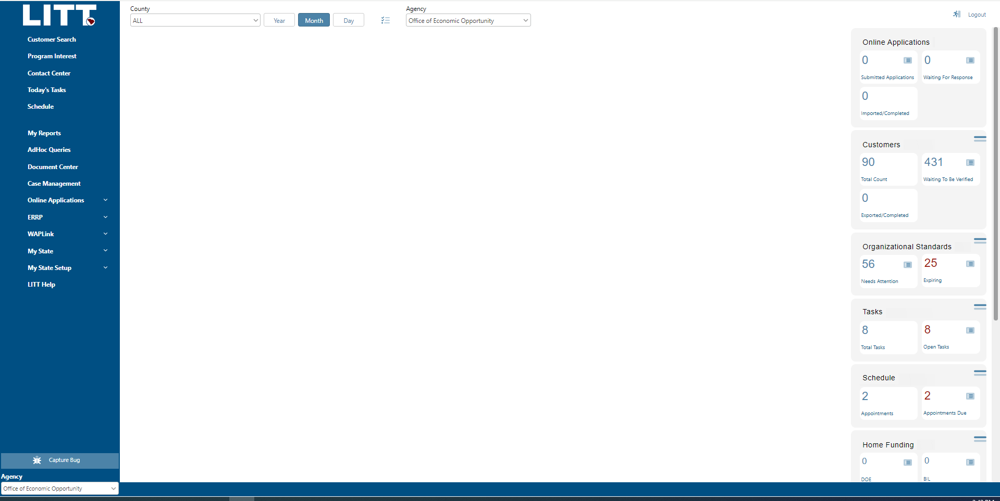 LITT
Customer Search
Program Interest
Contact Center
Today's Tasks
Schedule
My Reports
AdHoc Queries
Document Center
Case Management
Online Applications
ERRP
WAPLink
My State
My State Setup
LITT Help
Capture Bug
Agency
Office of Economic Opportunity
County
ALL
Year
Month
Day
Agency
Office of Economic Opportunity
Logout
Online Applications
0
Submitted Applications
0
Waiting For Response
0
Imported/Completed
Customers
90
Total Count
431
Waiting To Be Verified
0
Exported/Completed
Organizational Standards
56
Needs Attention
25
Expiring
Tasks
8
Total Tasks
8
Open Tasks
Schedule
2
Appointments
2
Appointments Due
Home Funding
0
DOE
0
BIL